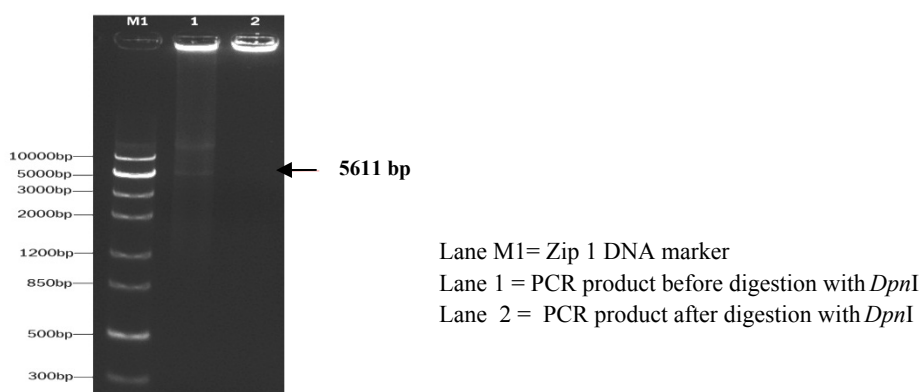 M1 1 2
10000bp
5000bp
3000bp
2000bp
1200bp
850bp
500bp
300bp
5611 bp
Lane M1= Zip 1 DNA marker
Lane 1 = PCR product before digestion with DpnI
Lane 2 = PCR product after digestion with DpnI